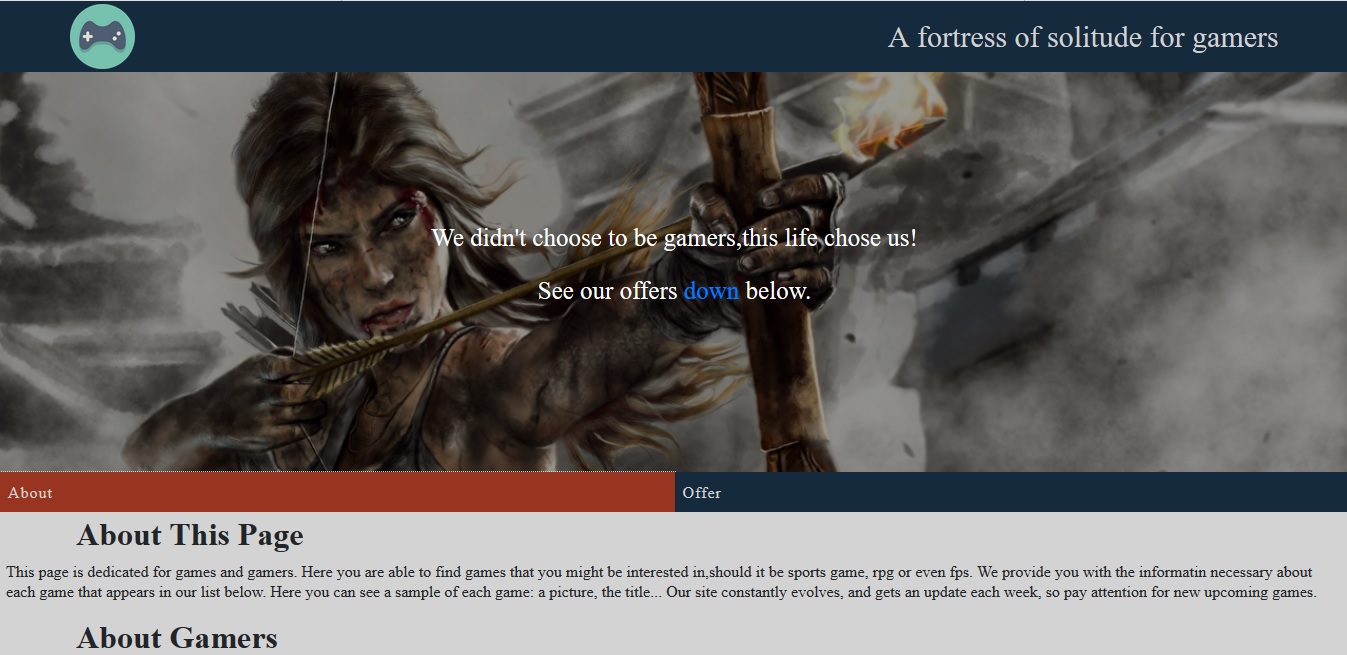 A fortress of solitude for gamers
We didn't choose to be gamers,this life chose us!
See our offers down below.
About
Offer
About This Page
This page is dedicated for games and gamers. Here you are able to find games that you might be interested in,should it be sports game, rpg or even fps. We provide you with the informatin necessary about
each game that appears in our list below. Here you can see a sample of each game: a picture, the title... Our site constantly evolves, and gets an update each week, so pay attention for new upcoming games.
About Gamers